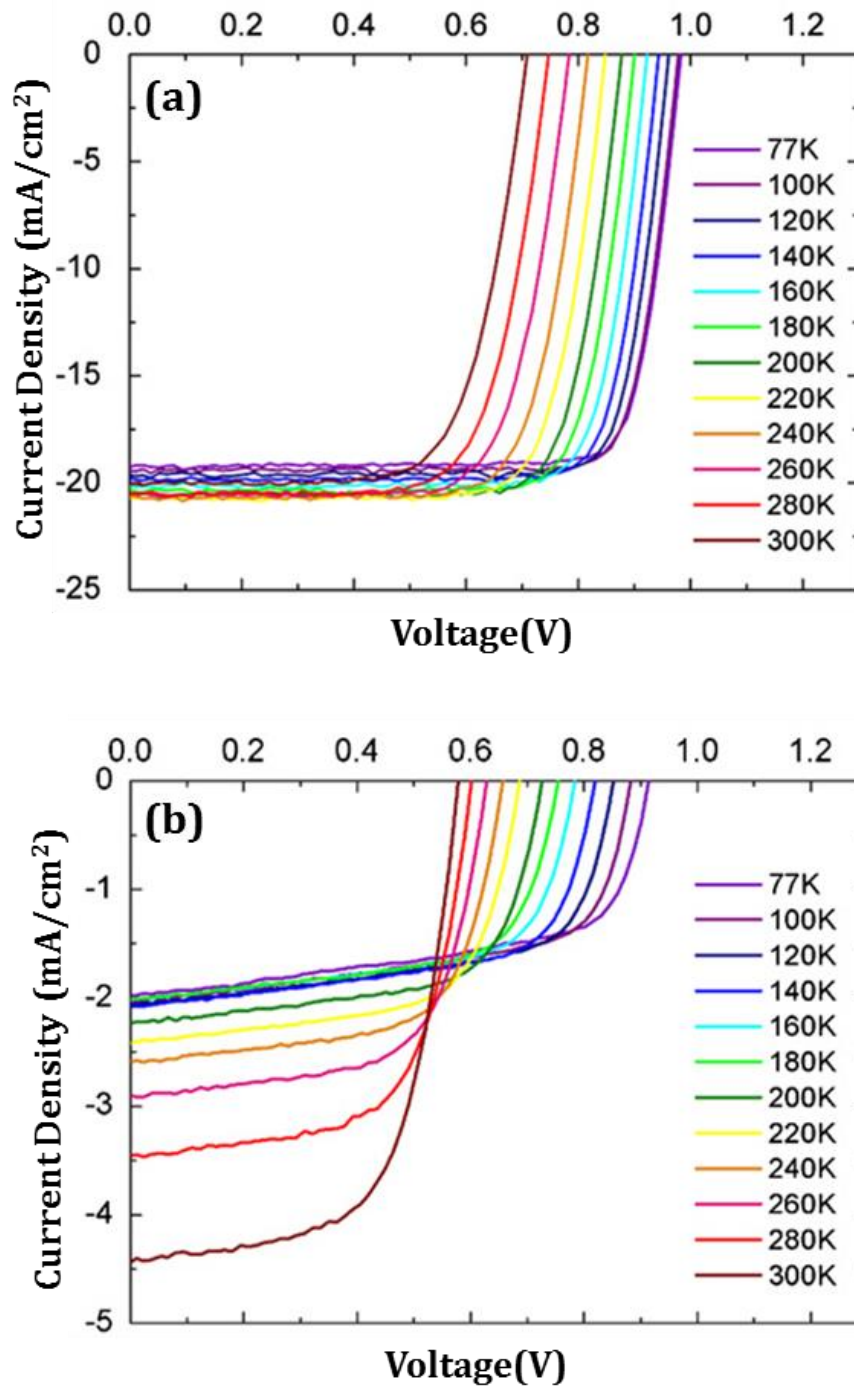 0.0 0.2 0.4 0.6 0.8 1.0 1.2
0
-5
-10
-15
-20
-25
(a)
Current Density (mA/cm²)
77K
100K
120K
140K
160K
180K
200K
220K
240K
260K
280K
300K
Voltage(V)
0.0 0.2 0.4 0.6 0.8 1.0 1.2
0
-1
-2
-3
-4
-5
(b)
Current Density (mA/cm²)
77K
100K
120K
140K
160K
180K
200K
220K
240K
260K
280K
300K
Voltage(V)